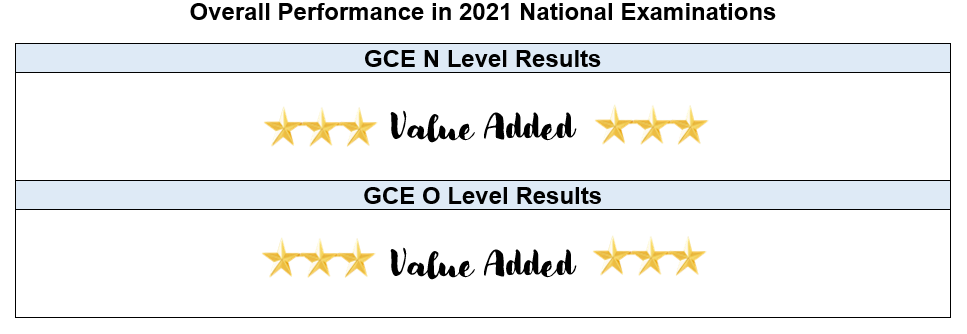 Overall Performance in 2021 National Examinations
GCE N Level Results
Value Added
GCE O Level Results
Value Added